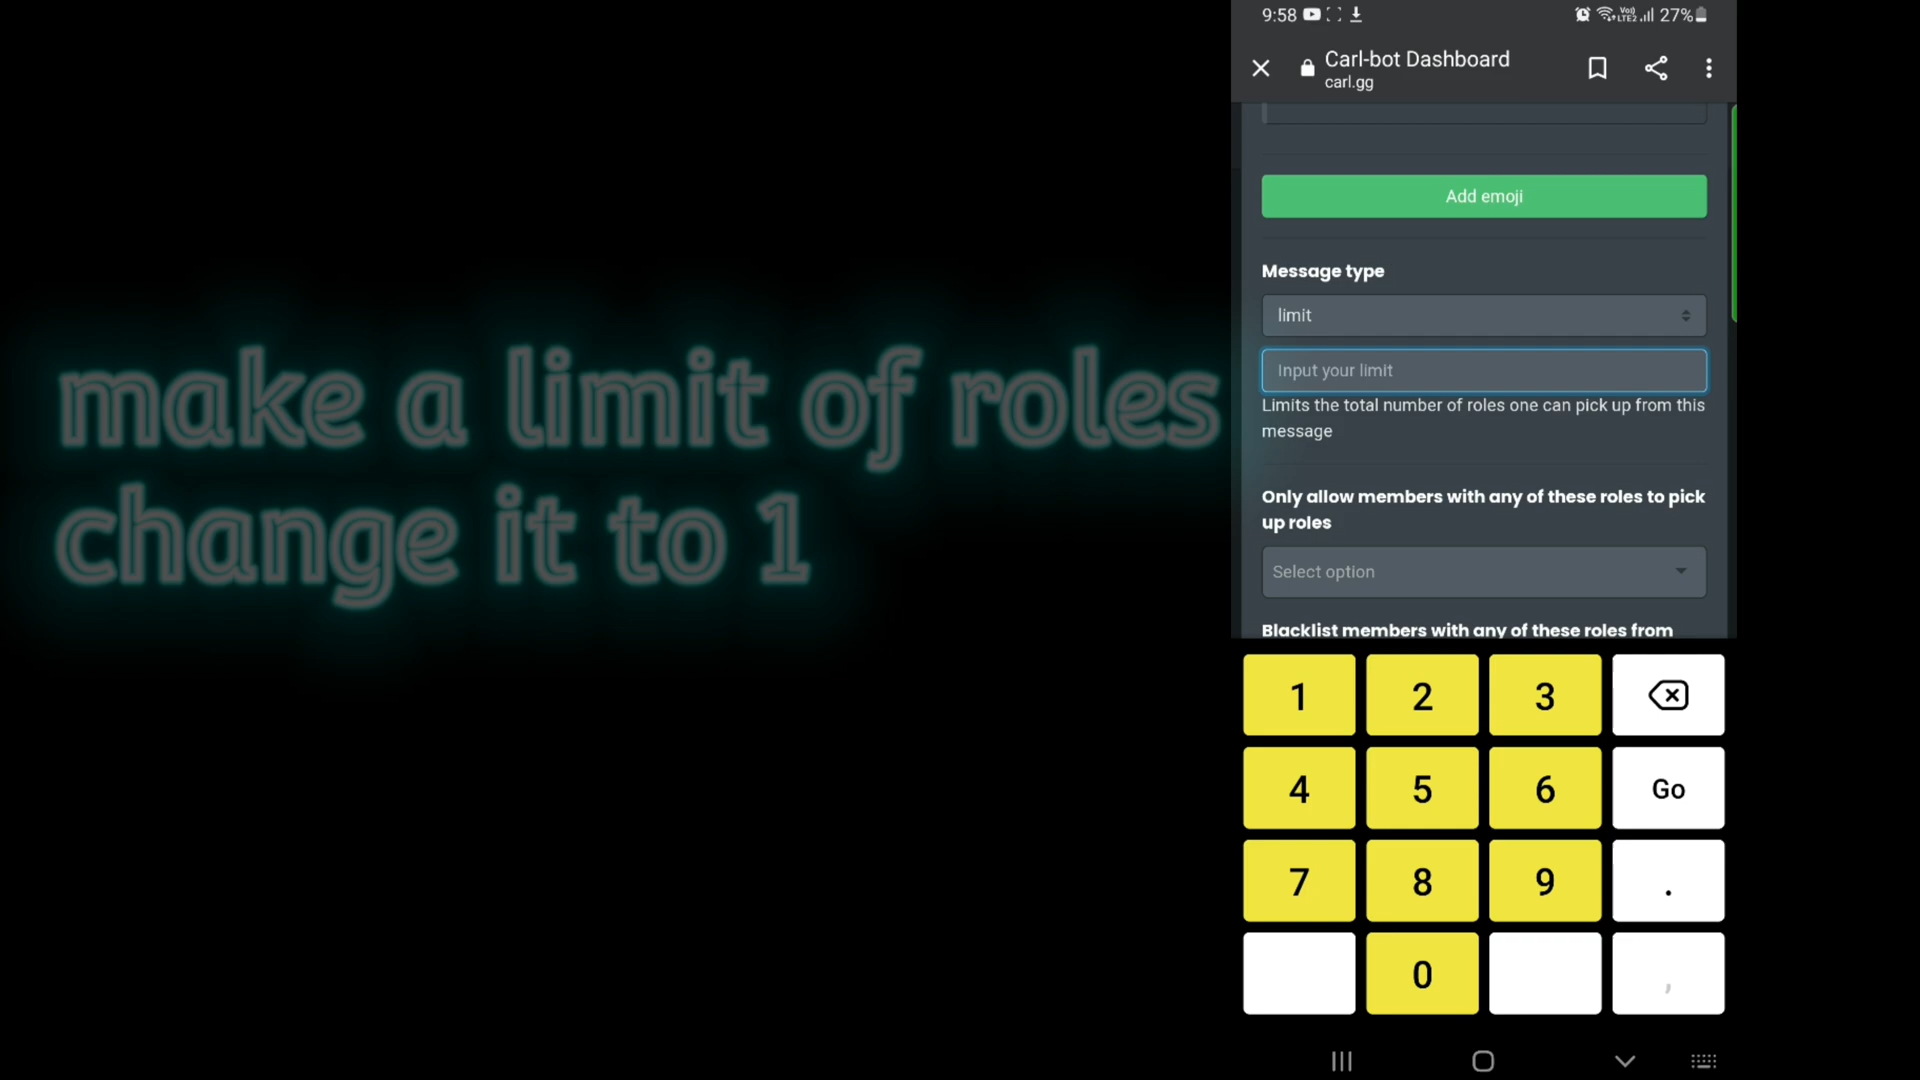 make a limit of roles
change it to 1
9:58
Vo))
LTE2
27%
Carl-bot Dashboard
carl.gg
Add emoji
Message type
limit
Input your limit
Limits the total number of roles one can pick up from this
message
Only allow members with any of these roles to pick
up roles
Select option
Blacklist members with any of these roles from
1 2 3
4 5 6 Go
7 8 9 .
0 ,